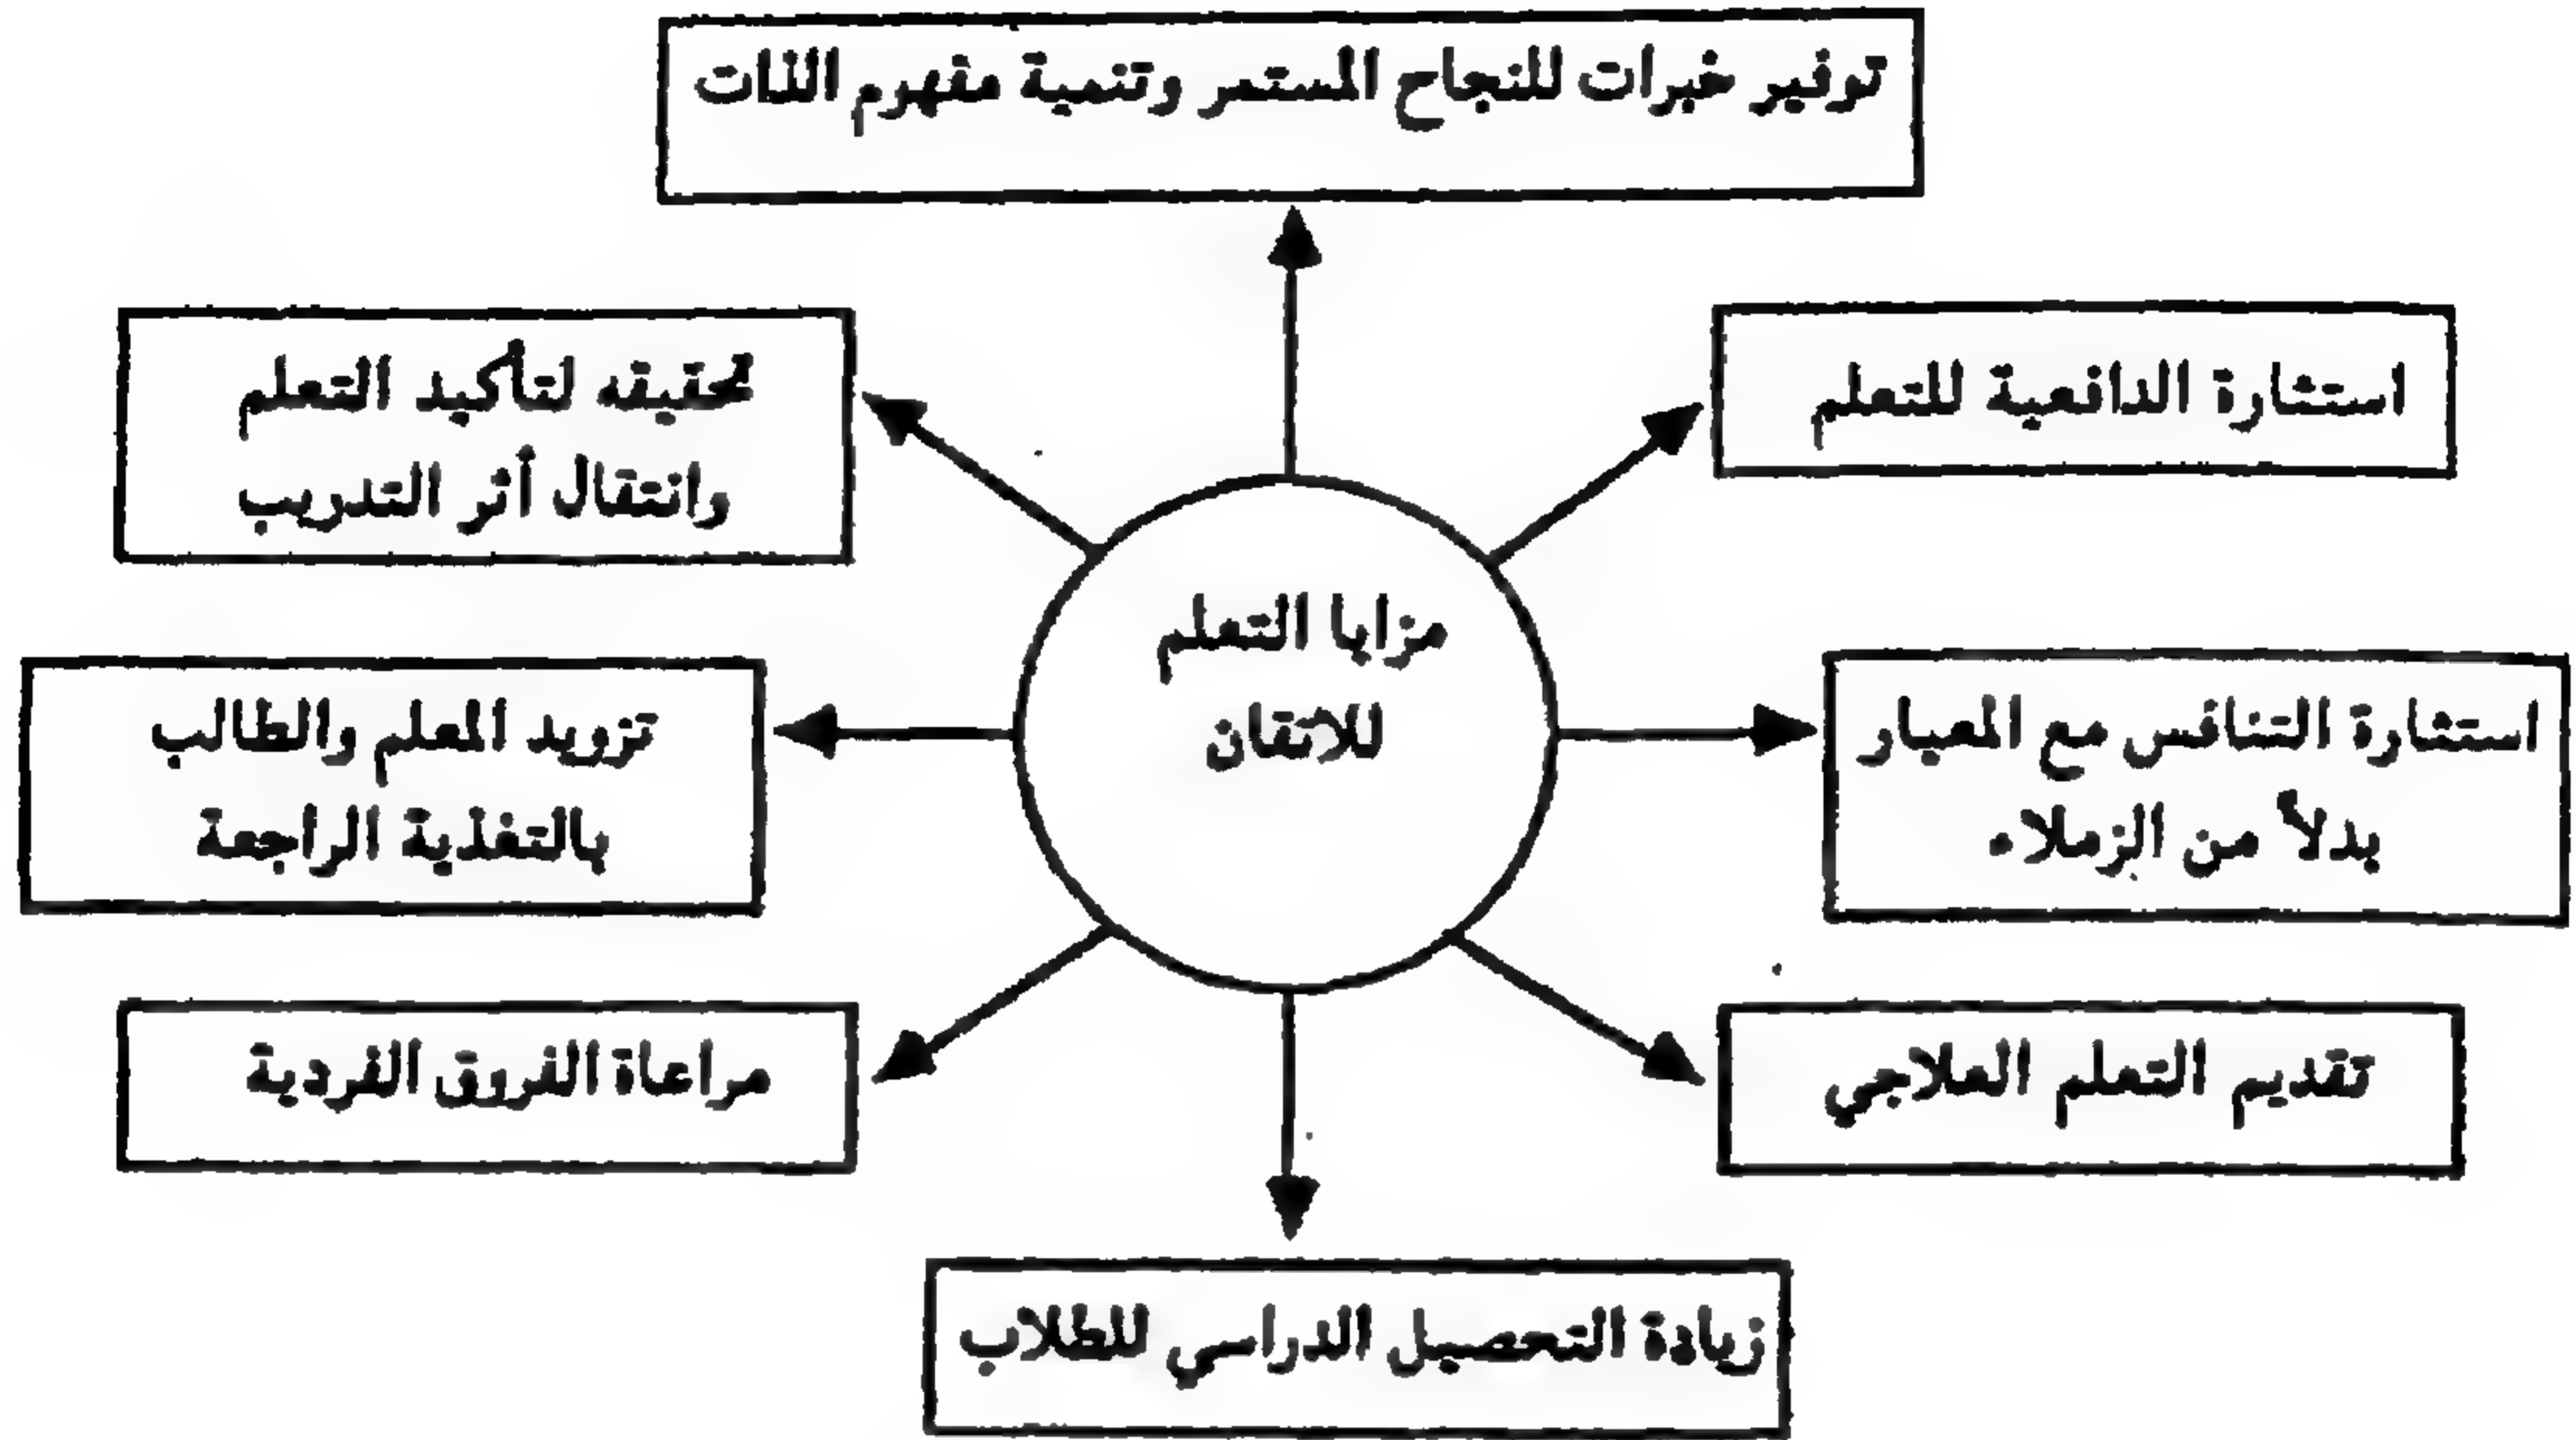 توفير خبرات للنجاح المستمر وتنمية مفهوم الذات
استشارة الدافعية للتعلم
تحقيقه لتأكيد التعلم
وانتقال أثر التدريب
مزايا التعلم
للاتقان
استشارة التنافس مع المعيار
بدلاً من الزملاء
تزويد المعلم والطالب
بالتغذية الراجعة
تقديم التعلم العلاجي
مراعاة الفروق الفردية
زيادة التحصيل الدراسي للطلاب